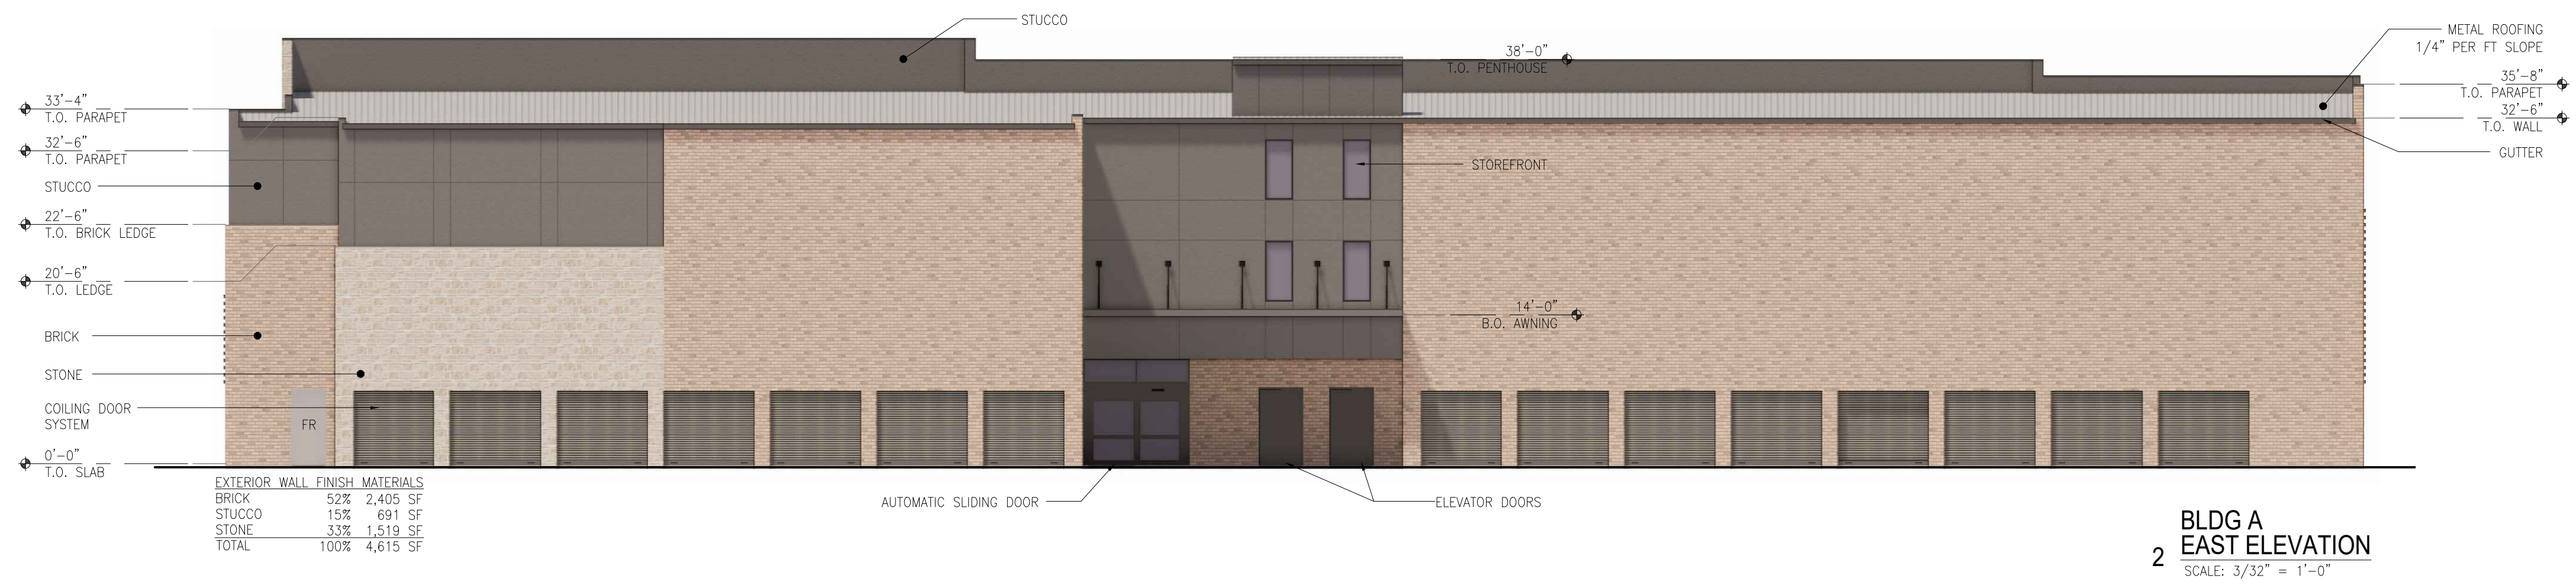 STUCCO
38'-0"
T.O. PENTHOUSE
METAL ROOFING
1/4" PER FT SLOPE
35'-8"
T.O. PARAPET
32'-6"
T.O. WALL
GUTTER
33'-4"
T.O. PARAPET
32'-6"
T.O. PARAPET
STUCCO
22'-6"
T.O. BRICK LEDGE
20'-6"
T.O. LEDGE
BRICK
STONE
COILING DOOR
SYSTEM
0'-0"
T.O. SLAB
FR
STOREFRONT
14'-0"
B.O. AWNING
AUTOMATIC SLIDING DOOR
ELEVATOR DOORS
EXTERIOR WALL FINISH MATERIALS
BRICK 52% 2,405 SF
STUCCO 15% 691 SF
STONE 33% 1,519 SF
TOTAL 100% 4,615 SF
2
BLDG A
EAST ELEVATION
SCALE: 3/32" = 1'-0"